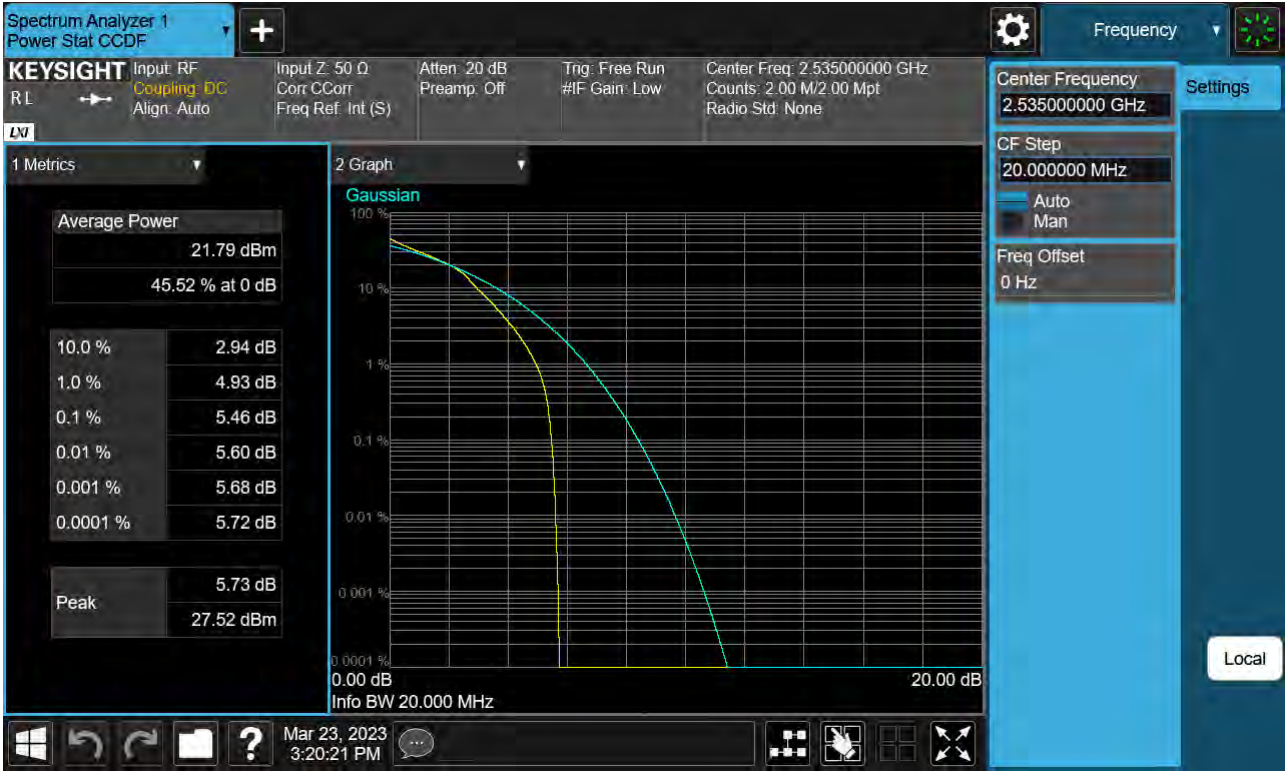 Spectrum Analyzer 1
Power Stat CCDF
Frequency
KEYSIGHT
R L
LXI
Input: RF
Coupling: DC
Align: Auto
Input Z: 50 Ω
Corr CCorr
Freq Ref: Int (S)
Atten: 20 dB
Preamp: Off
Trig: Free Run
#IF Gain: Low
Center Freq: 2.535000000 GHz
Counts: 2.00 M/2.00 Mpt
Radio Std: None
Center Frequency
2.535000000 GHz
Settings
CF Step
20.000000 MHz
Auto
Man
Freq Offset
0 Hz
1 Metrics
Average Power
21.79 dBm
45.52 % at 0 dB
10.0 % 2.94 dB
1.0 % 4.93 dB
0.1 % 5.46 dB
0.01 % 5.60 dB
0.001 % 5.68 dB
0.0001 % 5.72 dB
Peak
5.73 dB
27.52 dBm
2 Graph
Gaussian
100 %
10 %
1 %
0.1 %
0.01 %
0.001 %
0.0001 %
0.00 dB 20.00 dB
Info BW 20.000 MHz
Local
?
Mar 23, 2023
3:20:21 PM